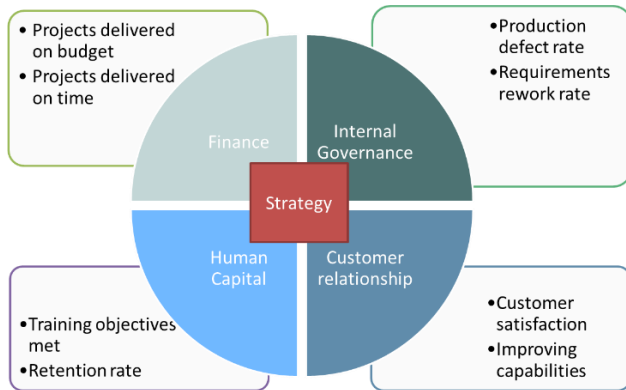 • Projects delivered
on budget
• Projects delivered
on time
• Production
defect rate
• Requirements
rework rate
Finance
Internal
Governance
Strategy
Human
Capital
Customer
relationship
•Training objectives
met
•Retention rate
•Customer
satisfaction
•Improving
capabilities